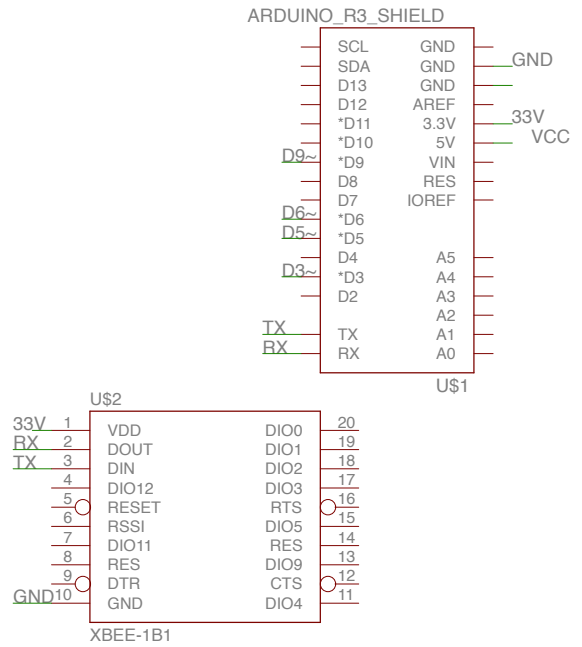 ARDUINO_R3_SHIELD
SCL GND
SDA GND GND
D13 GND
D12 AREF
*D11 3.3V 33V
*D10 5V VCC
D9~ *D9 VIN
D8 RES
D7 IOREF
D6~ *D6
D5~ *D5
D4 A5
D3~ *D3 A4
D2 A3
A2
TX TX A1
RX RX A0
U$1
U$2
33V 1 VDD DIO0 20
RX 2 DOUT DIO1 19
TX 3 DIN DIO2 18
4 DIO12 DIO3 17
5 RESET RTS 16
6 RSSI DIO5 15
7 DIO11 RES 14
8 RES DIO9 13
9 DTR CTS 12
GND 10 GND DIO4 11
XBEE-1B1